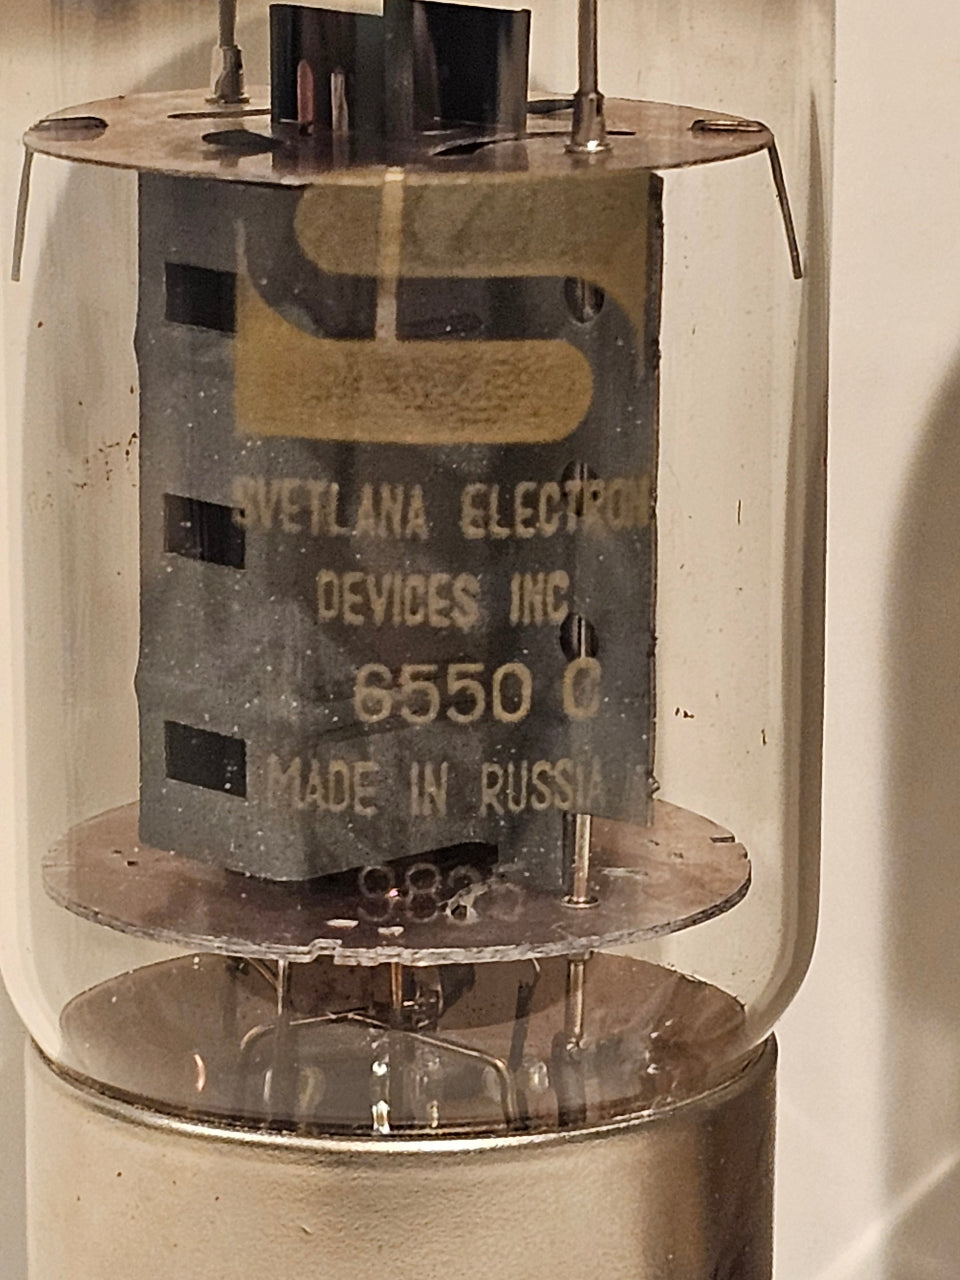 S
SVETLANA ELECTRON
DEVICES INC.
6550 C
MADE IN RUSSIA